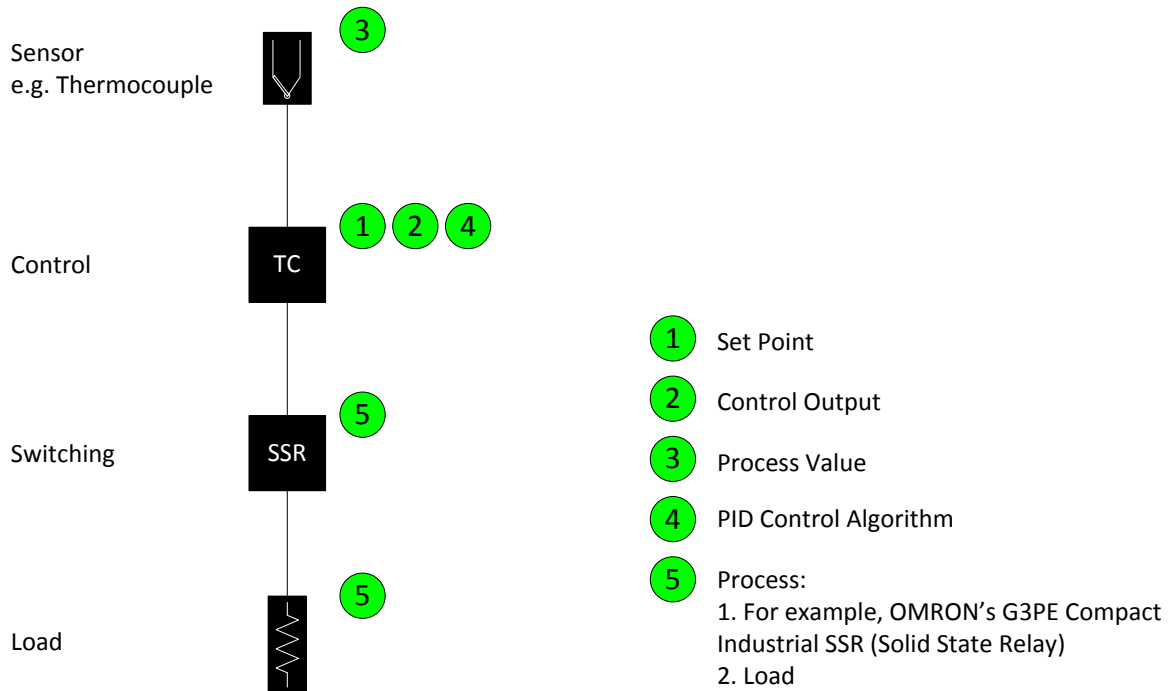 3
Sensor
e.g. Thermocouple
1 2 4
Control
TC
5
Switching
SSR
5
Load
1 Set Point
2 Control Output
3 Process Value
4 PID Control Algorithm
5 Process:
1. For example, OMRON’s G3PE Compact
Industrial SSR (Solid State Relay)
2. Load